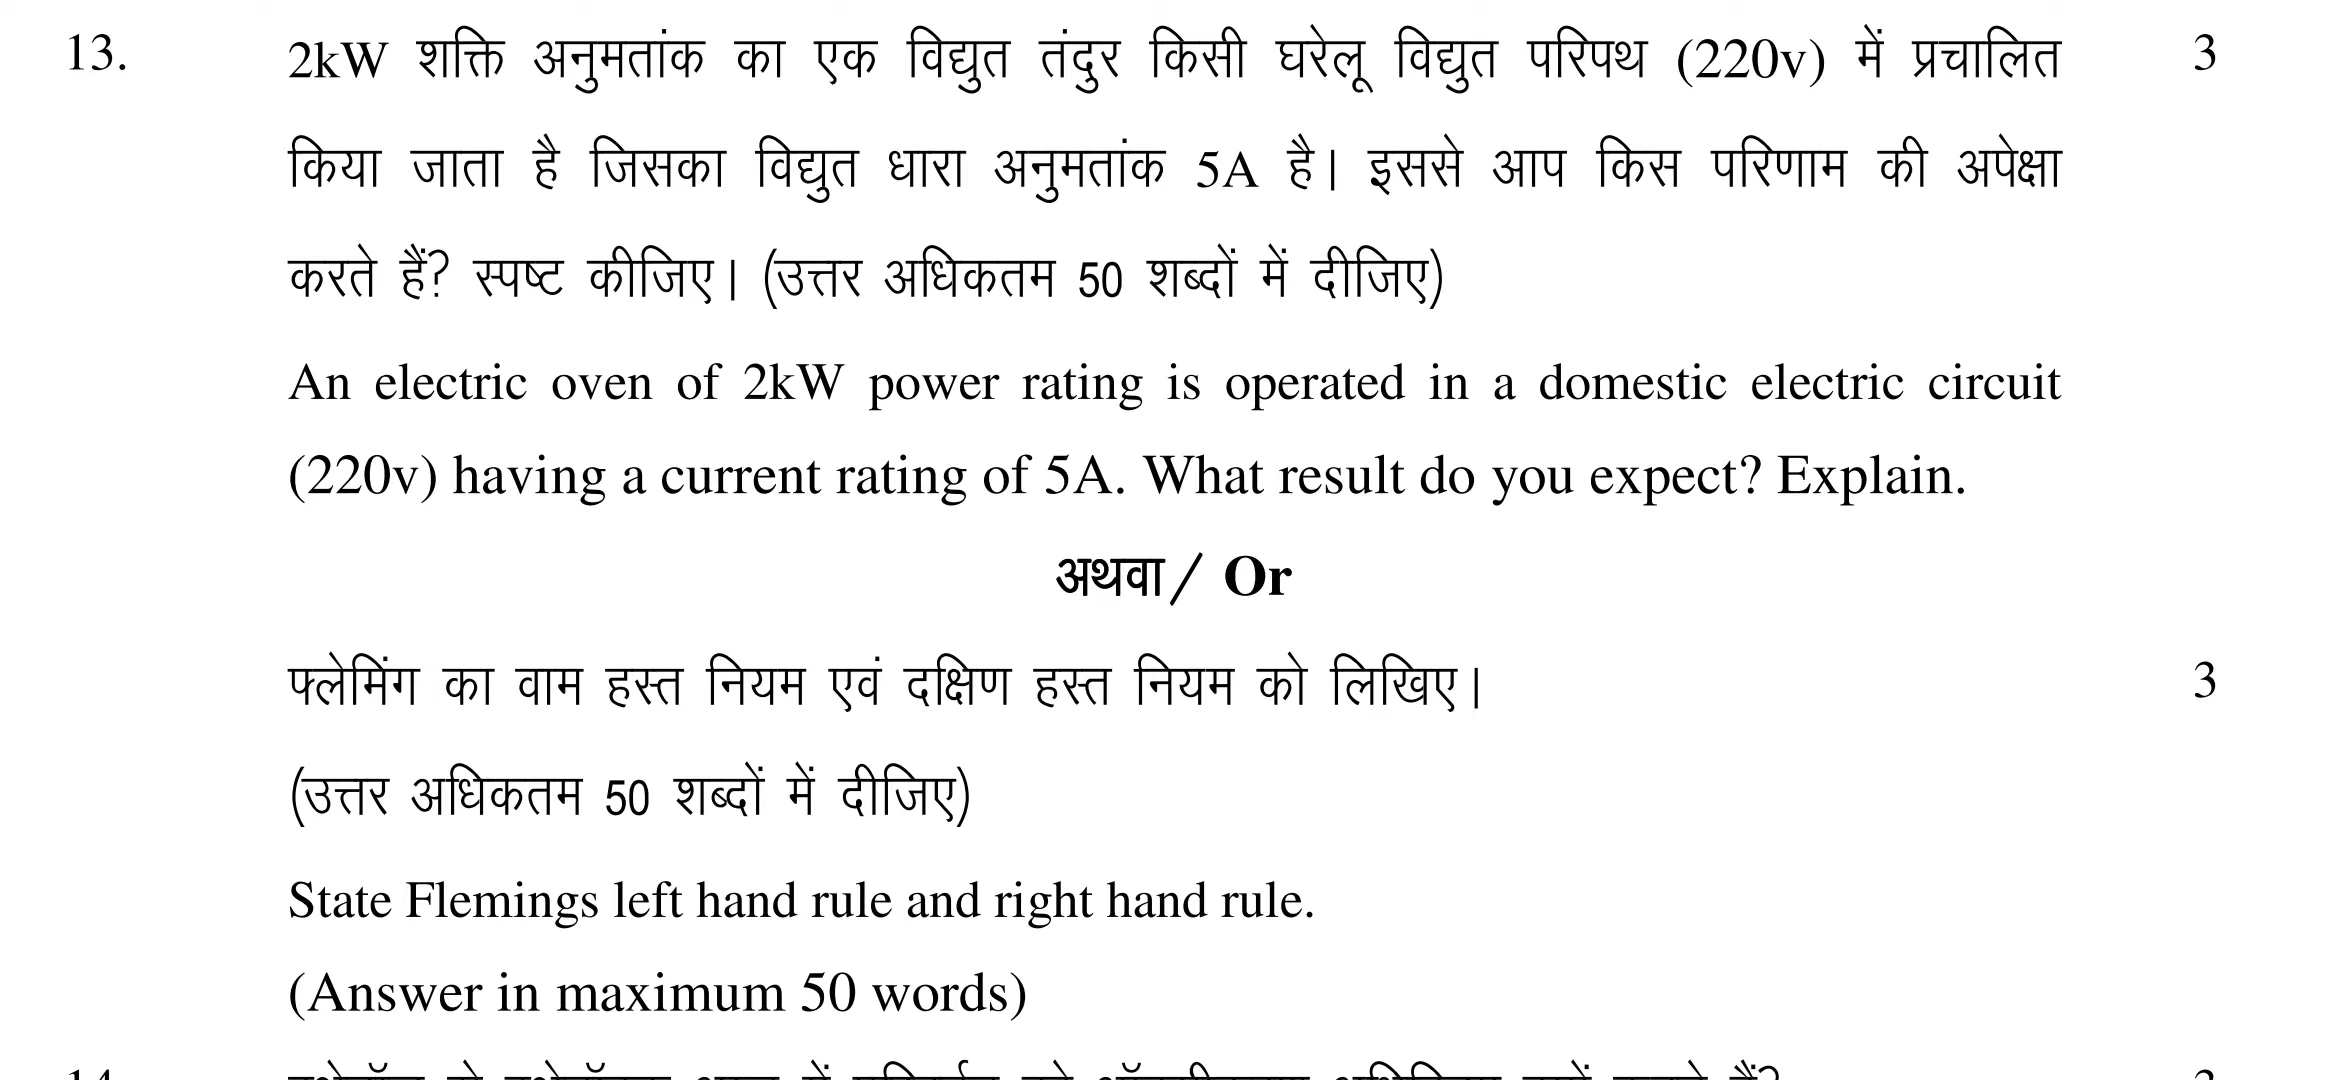 13. 2kW शक्ति अनुमतांक का एक विद्युत तंदुर किसी घरेलू विद्युत परिपथ (220v) में प्रचालित 3
किया जाता है जिसका विद्युत धारा अनुमतांक 5A है। इससे आप किस परिणाम की अपेक्षा
करते हैं? स्पष्ट कीजिए। (उत्तर अधिकतम 50 शब्दों में दीजिए)
An electric oven of 2kW power rating is operated in a domestic electric circuit
(220v) having a current rating of 5A. What result do you expect? Explain.
अथवा/ Or
फ्लेमिंग का वाम हस्त नियम एवं दक्षिण हस्त नियम को लिखिए। 3
(उत्तर अधिकतम 50 शब्दों में दीजिए)
State Flemings left hand rule and right hand rule.
(Answer in maximum 50 words)